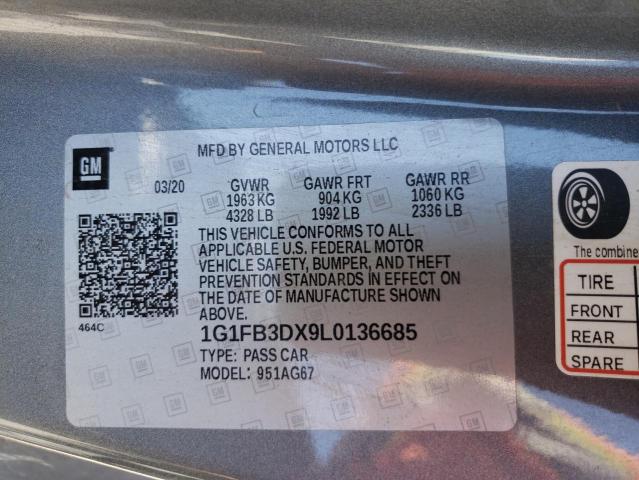 GM
MFD BY GENERAL MOTORS LLC
03/20
GVWR GAWR FRT GAWR RR
1963 KG 904 KG 1060 KG
4328 LB 1992 LB 2336 LB
THIS VEHICLE CONFORMS TO ALL
APPLICABLE U.S. FEDERAL MOTOR
VEHICLE SAFETY, BUMPER, AND THEFT
PREVENTION STANDARDS IN EFFECT ON
THE DATE OF MANUFACTURE SHOWN
ABOVE.
464C
1G1FB3DX9L0136685
TYPE: PASS CAR
MODEL: 951AG67
The combine
TIRE
FRONT
REAR
SPARE